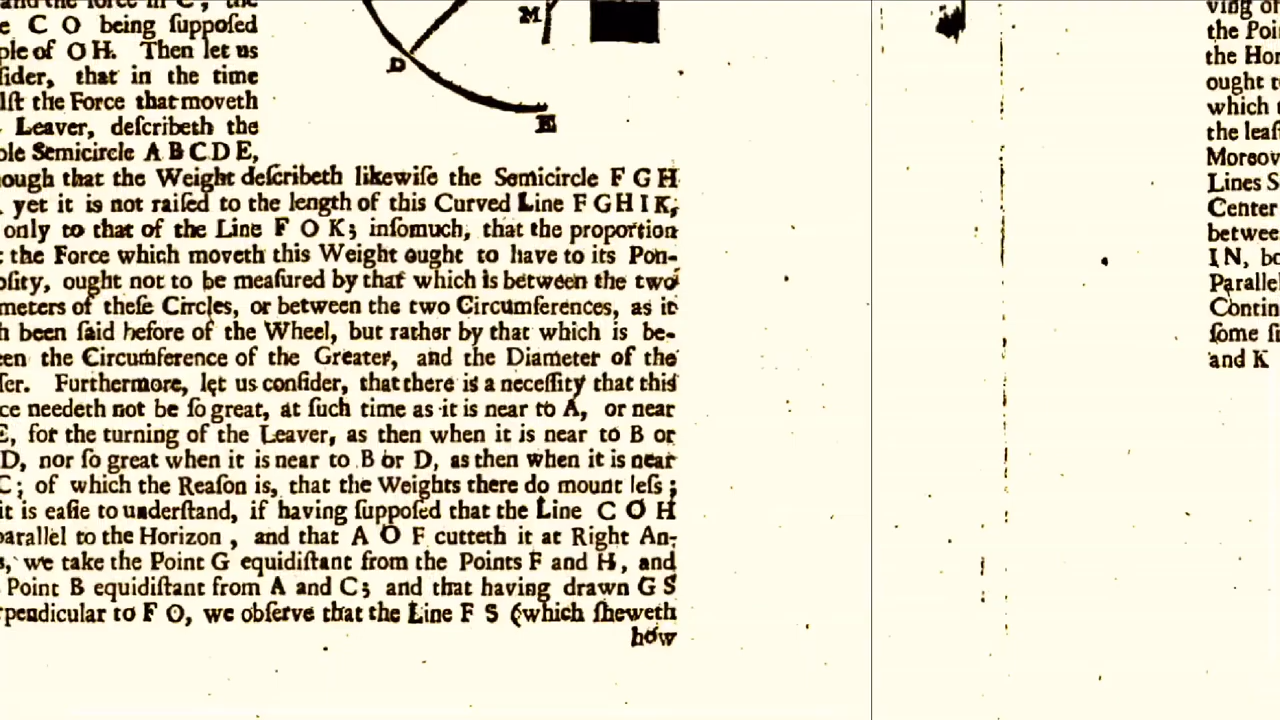 and the force in C, the
e C O being ſuppoſed
ple of O H. Then let us
ſider, that in the time
lſt the Force that moveth
Leaver, deſcribeth the
ole Semicircle A B C D E,
ough that the Weight deſcribeth likewiſe the Semicircle F G H
yet it is not raiſed to the length of this Curved Line F G H I K,
only to that of the Line F O K; inſomuch, that the proportion
the Force which moveth this Weight ought to have to its Pon-
oſity, ought not to be meaſured by that which is between the two
meters of theſe Circles, or between the two Circumferences, as it
h been ſaid before of the Wheel, but rather by that which is be-
een the Circumference of the Greater, and the Diameter of the
ſer. Furthermore, let us conſider, that there is a neceſſity that this
ce needeth not be ſo great, at ſuch time as it is near to A, or near
E, for the turning of the Leaver, as then when it is near to B or
D, nor ſo great when it is near to B or D, as then when it is near
C; of which the Reaſon is, that the Weights there do mount leſs;
it is eaſie to underſtand, if having ſuppoſed that the Line C O H
parallel to the Horizon, and that A O F cutteth it at Right An-
s, we take the Point G equidiſtant from the Points F and H, and
Point B equidiſtant from A and C; and that having drawn G S
rpendicular to F O, we obſerve that the Line F S (which ſheweth
how
M
D
E
ving of
the Poi
the Hor
ought t
which t
the leaſ
Moreov
Lines S
Center
betwee
I N, bo
Paralle
Contin
ſome ſi
and K